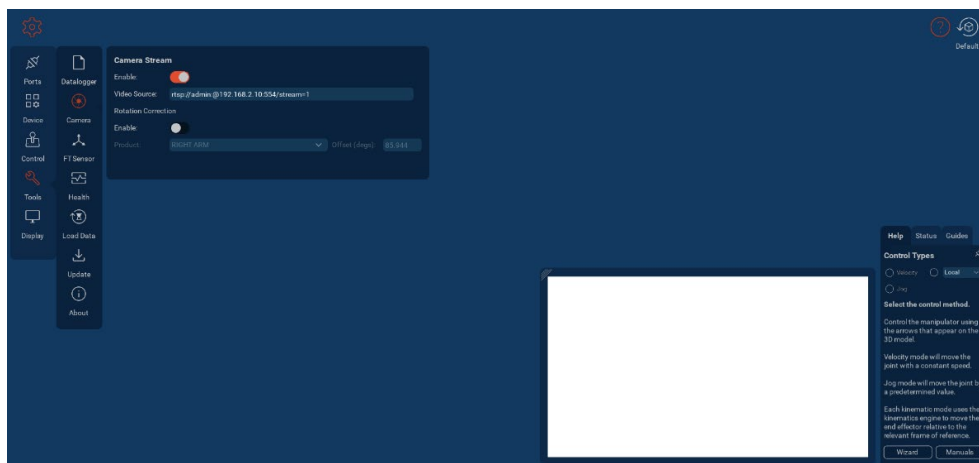 Default
Ports
Device
Control
Tools
Display
Datalogger
Camera
FT Sensor
Health
Load Data
Update
About
Camera Stream
Enable:
Video Source: rtsp://admin:@192.168.2.10:554/stream=1
Rotation Correction
Enable:
Product: RIGHT ARM Offset (degs): 85.944
Help Status Guides
Control Types
Velocity Local
Jog
Select the control method.
Control the manipulator using
the arrows that appear on the
3D model.
Velocity mode will move the
joint with a constant speed.
Jog mode will move the joint b
a predetermined value.
Each kinematic mode uses the
kinematics engine to move the
end effector relative to the
relevant frame of reference.
Wizard Manuals